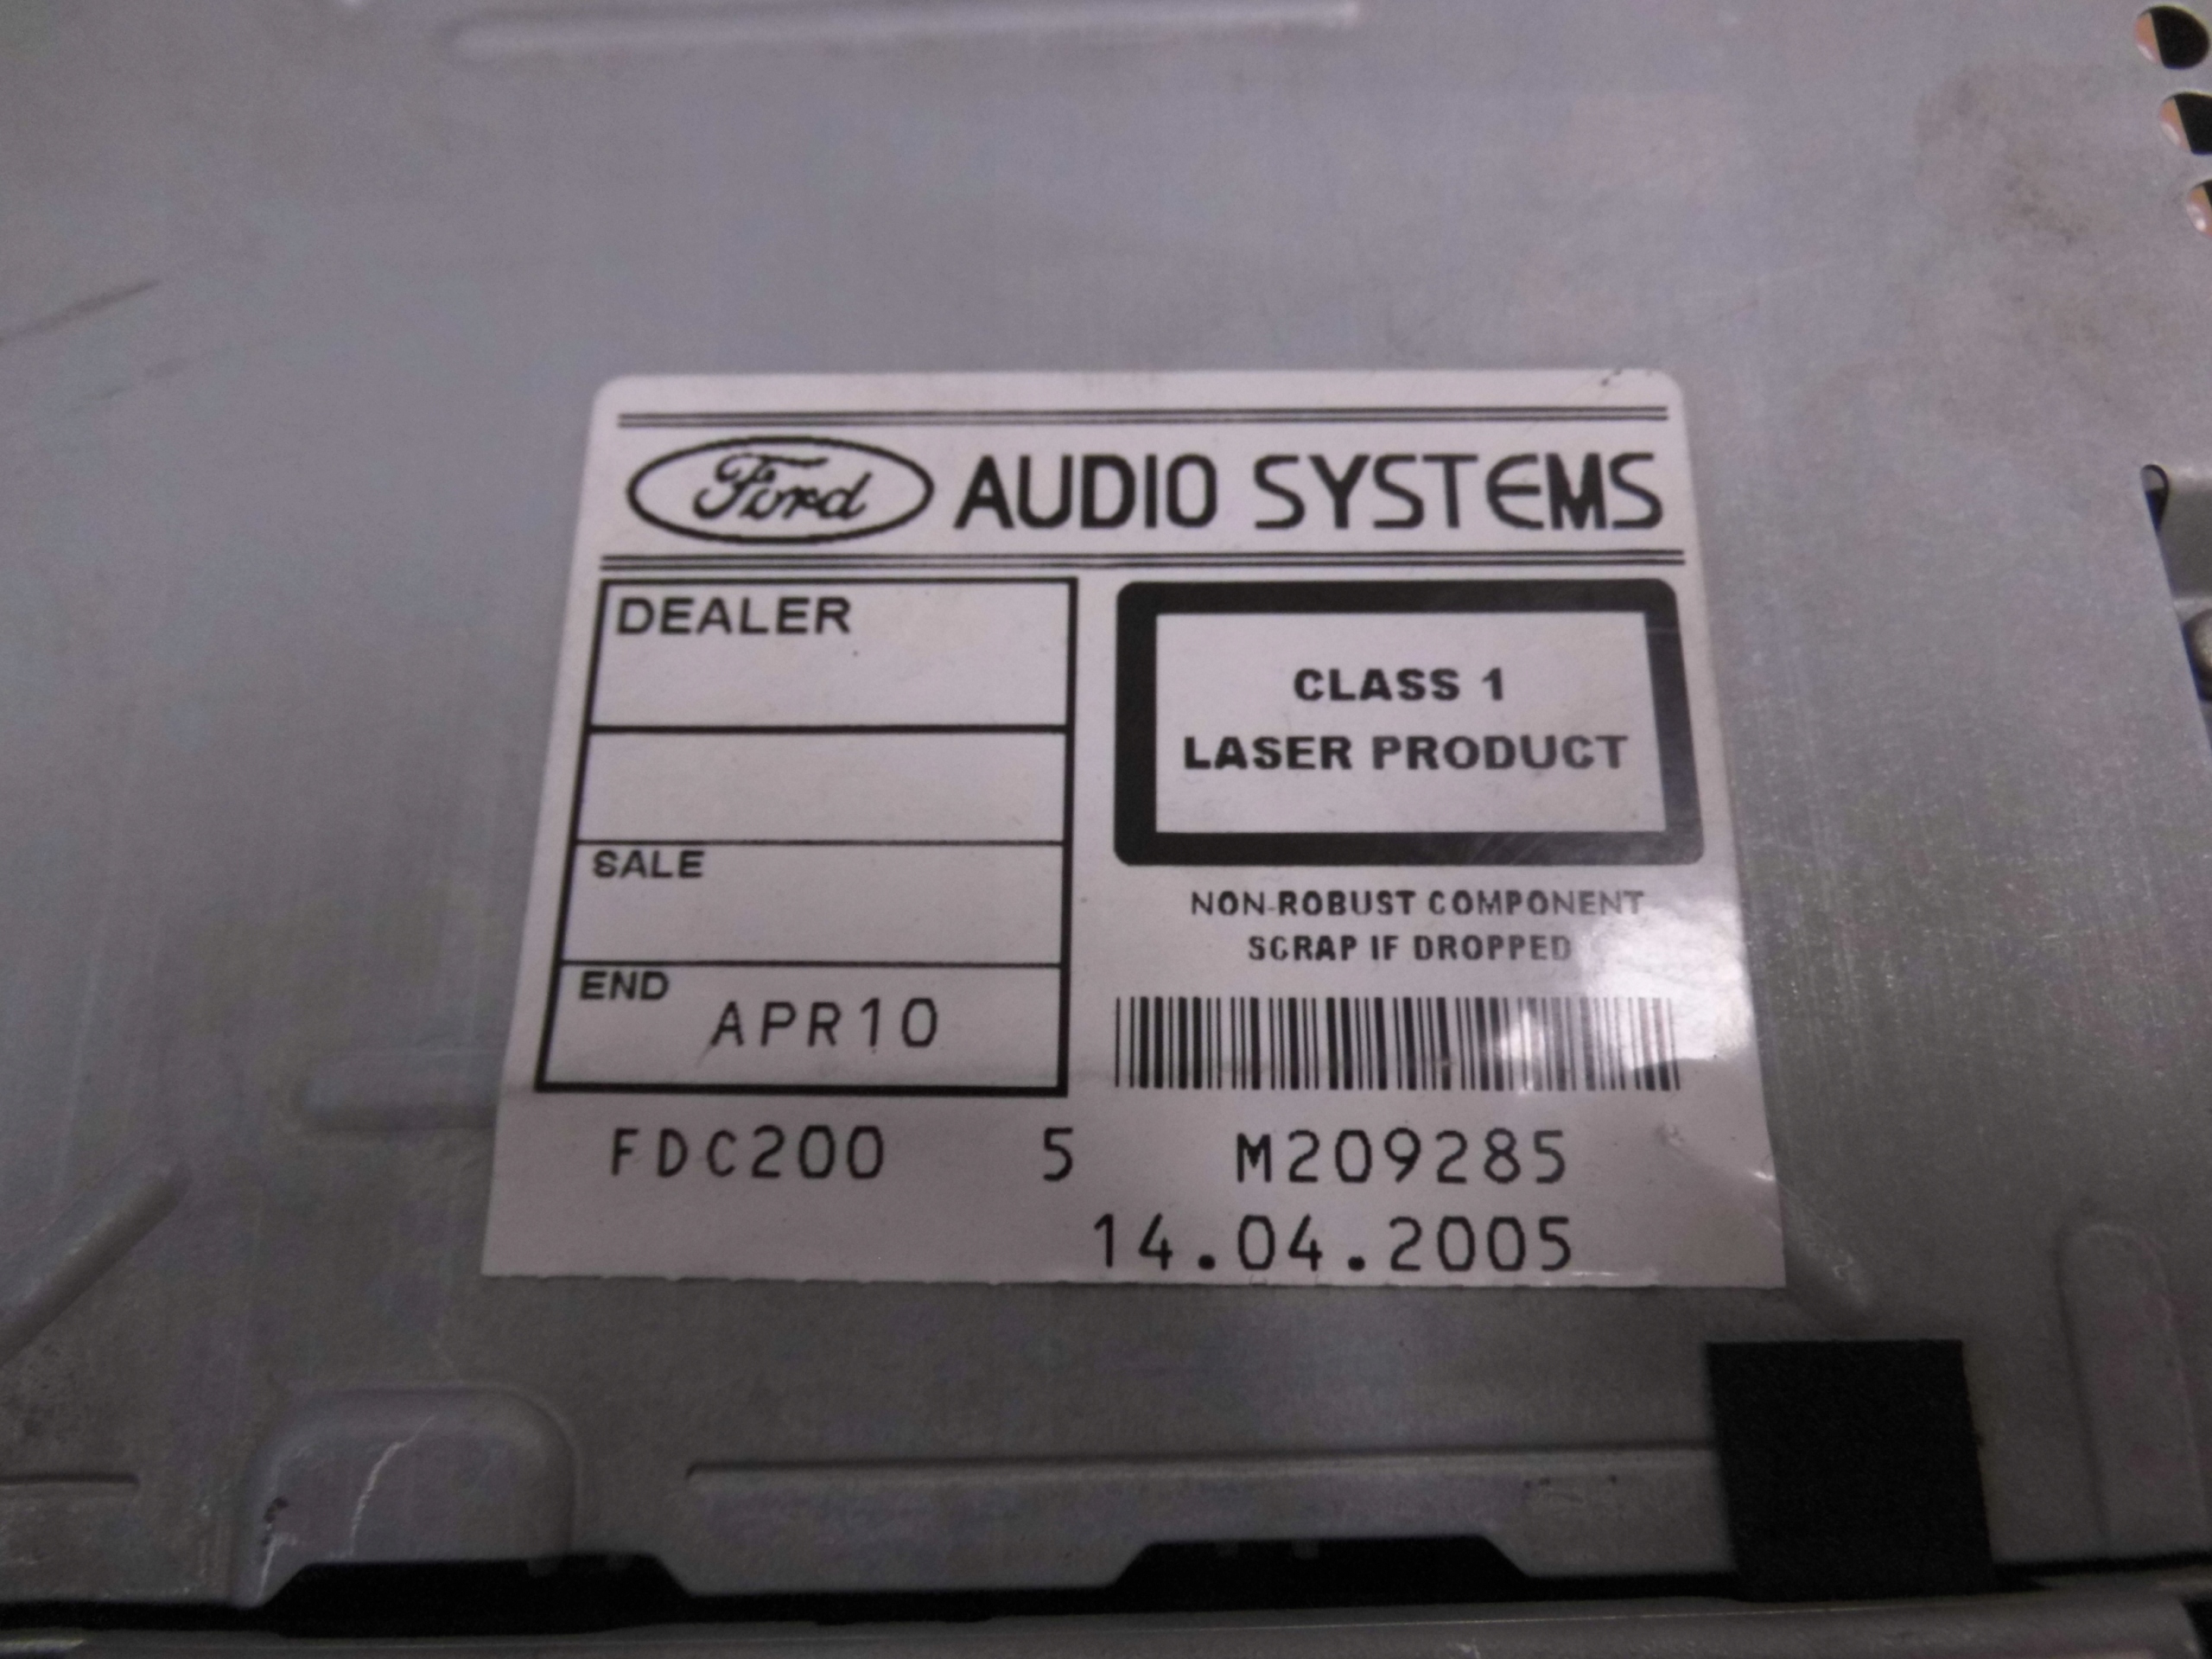 Ford AUDIO SYSTEMS
DEALER
SALE
END APR10
CLASS 1
LASER PRODUCT
NON-ROBUST COMPONENT
SCRAP IF DROPPED
FDC200 5 M209285
14.04.2005